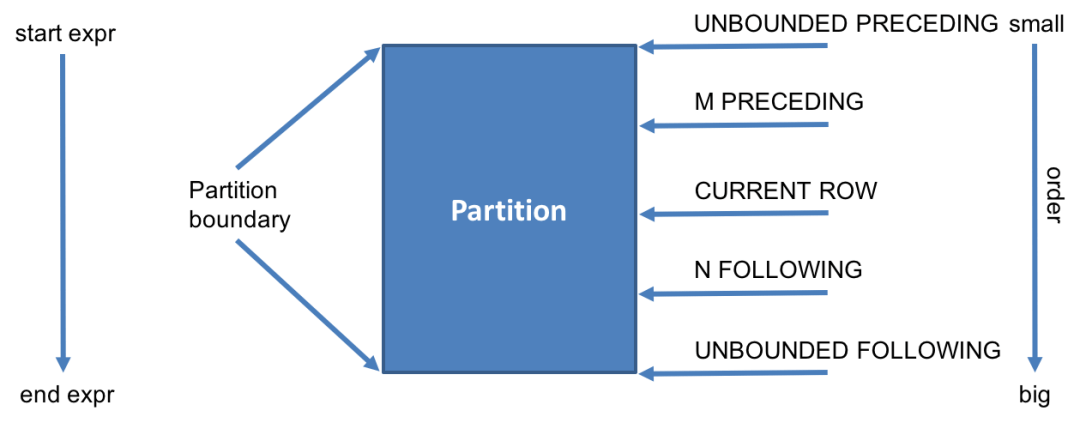 start expr
UNBOUNDED PRECEDING
small
M PRECEDING
Partition
boundary
Partition
CURRENT ROW
order
N FOLLOWING
UNBOUNDED FOLLOWING
end expr
big